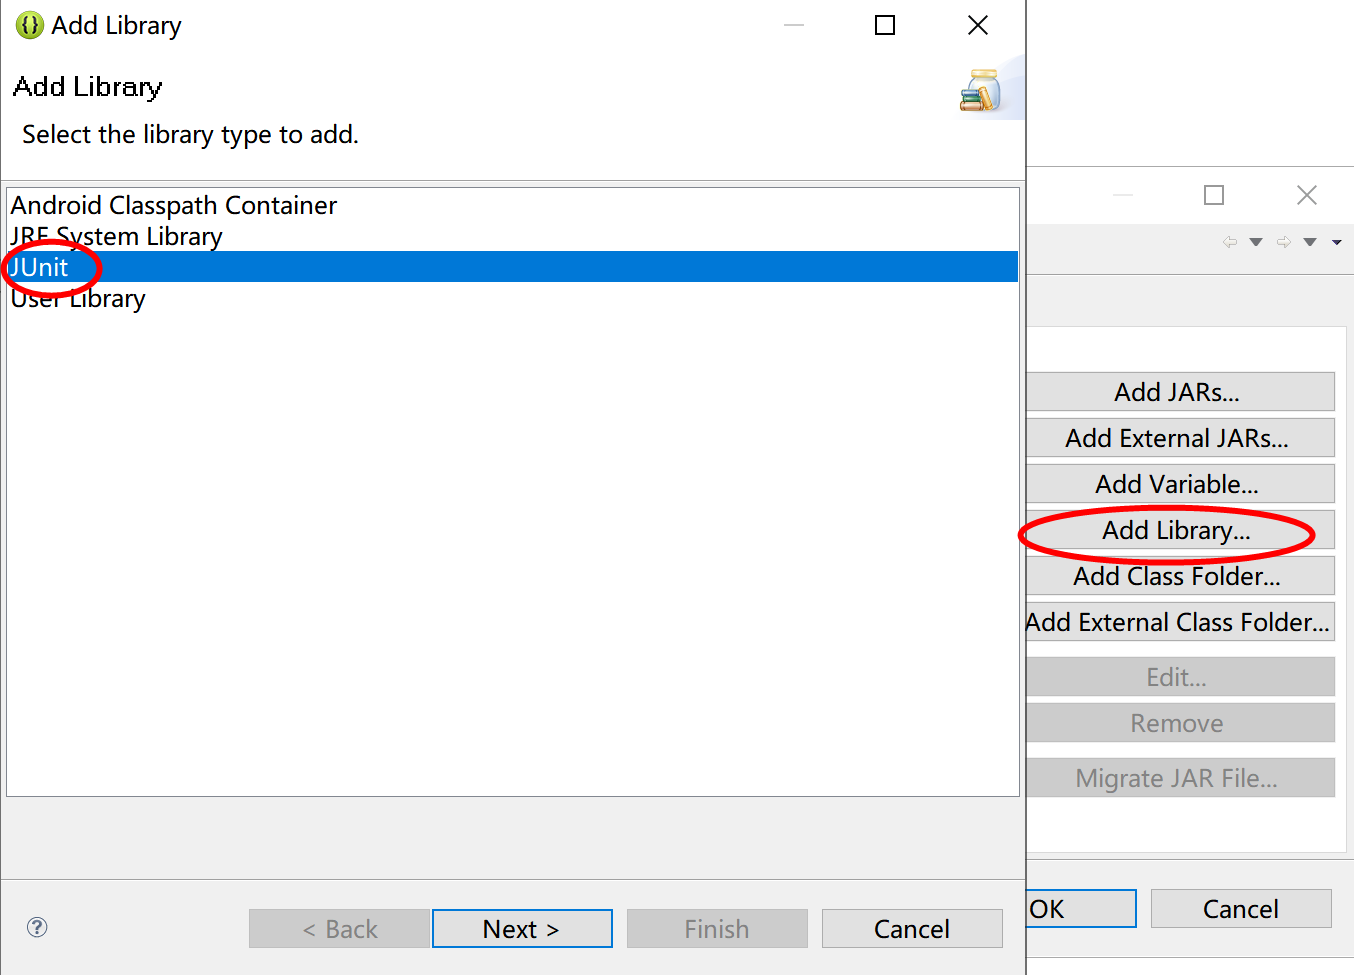 Add Library
Add Library
Select the library type to add.
Android Classpath Container
JRE System Library
JUnit
User Library
< Back
Next >
Finish
Cancel
Add JARs...
Add External JARs...
Add Variable...
Add Library...
Add Class Folder...
Add External Class Folder...
Edit...
Remove
Migrate JAR File...
OK
Cancel